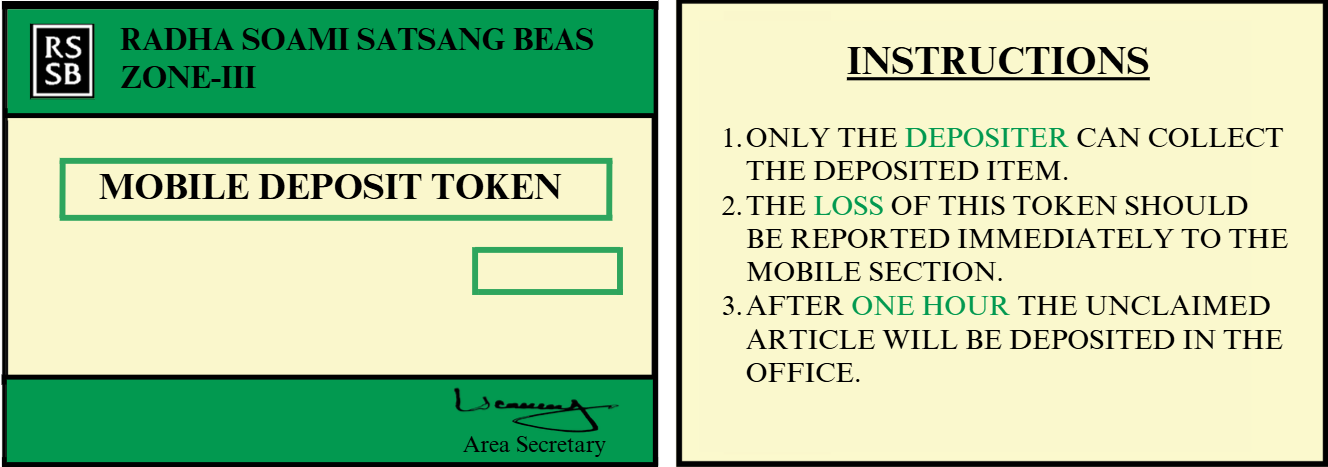 RS
SB
RADHA SOAMI SATSANG BEAS
ZONE-III
MOBILE DEPOSIT TOKEN
Area Secretary
INSTRUCTIONS
1. ONLY THE DEPOSITER CAN COLLECT
THE DEPOSITED ITEM.
2. THE LOSS OF THIS TOKEN SHOULD
BE REPORTED IMMEDIATELY TO THE
MOBILE SECTION.
3. AFTER ONE HOUR THE UNCLAIMED
ARTICLE WILL BE DEPOSITED IN THE
OFFICE.